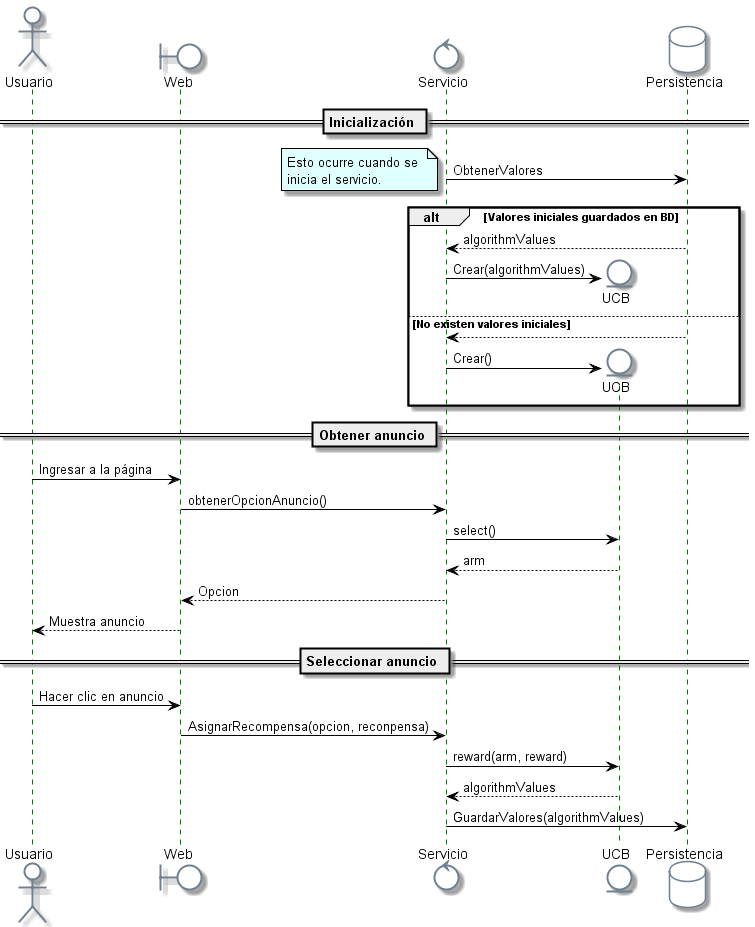 Usuario
Web
Servicio
Persistencia
Inicialización
Esto ocurre cuando se
inicia el servicio.
ObtenerValores
alt
[Valores iniciales guardados en BD]
algorithmValues
Crear(algorithmValues)
UCB
[No existen valores iniciales]
Crear()
UCB
Obtener anuncio
Ingresar a la página
obtenerOpcionAnuncio()
select()
arm
Opcion
Muestra anuncio
Seleccionar anuncio
Hacer clic en anuncio
AsignarRecompensa(opcion, reconpensa)
reward(arm, reward)
algorithmValues
GuardarValores(algorithmValues)
Usuario
Web
Servicio
UCB
Persistencia